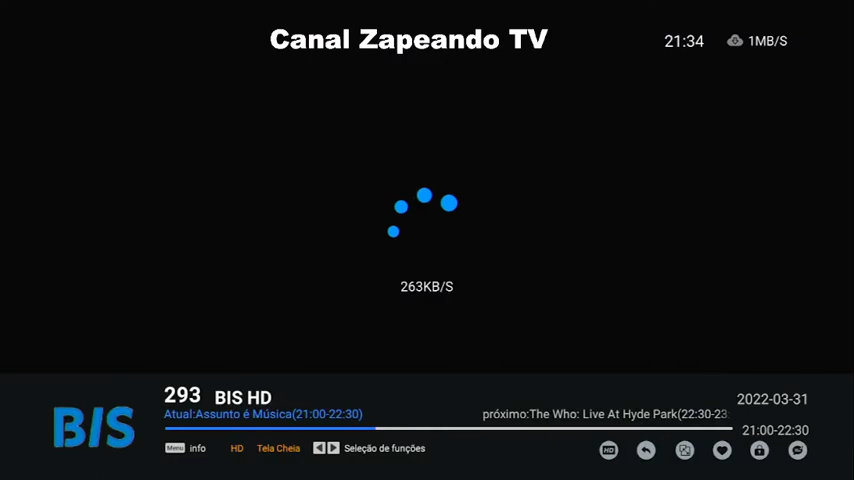 Canal Zapeando TV
21:34
1MB/S
263KB/S
293 BIS HD
2022-03-31
Atual:Assunto é Música(21:00-22:30)
próximo:The Who: Live At Hyde Park(22:30-23:
21:00-22:30
BIS
Menu info HD Tela Cheia Seleção de funções
HD